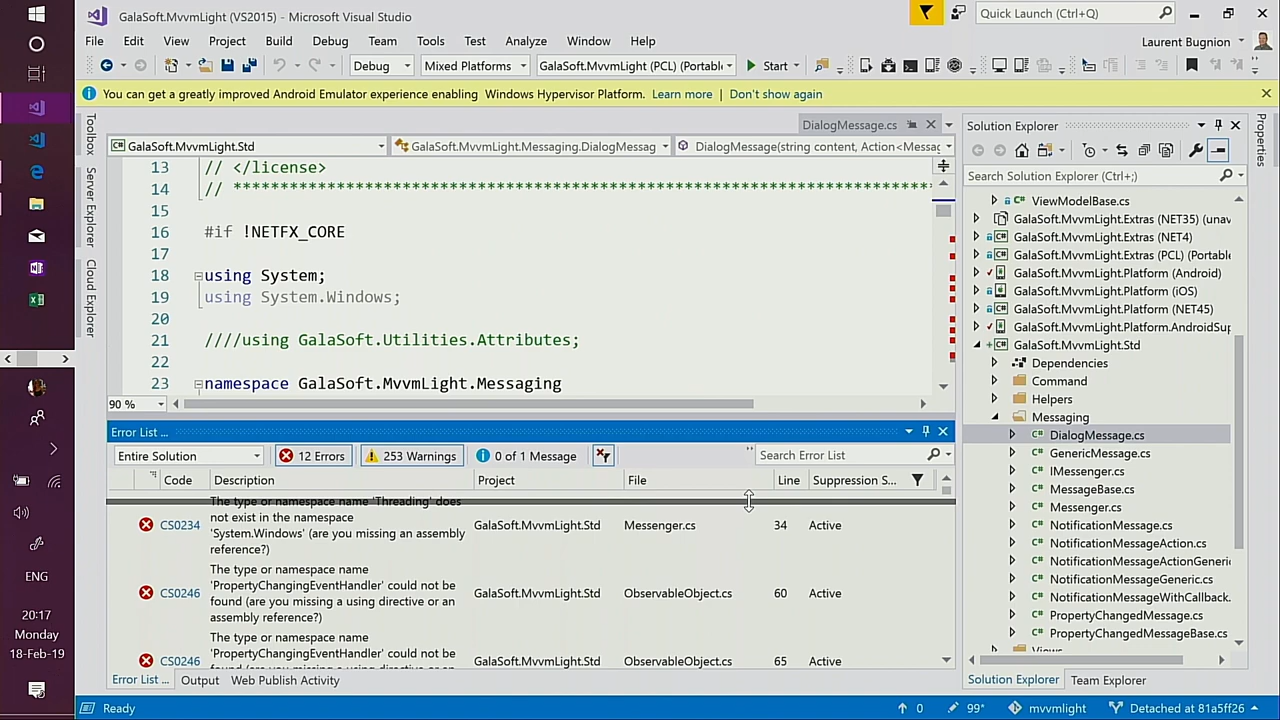 GalaSoft.MvvmLight (VS2015) - Microsoft Visual Studio
Quick Launch (Ctrl+Q)
File Edit View Project Build Debug Team Tools Test Analyze Window Help
Laurent Bugnion
Debug Mixed Platforms GalaSoft.MvvmLight (PCL) (Portabl Start
You can get a greatly improved Android Emulator experience enabling Windows Hypervisor Platform. Learn more | Don't show again
Toolbox
Server Explorer
Cloud Explorer
DialogMessage.cs
GalaSoft.MvvmLight.Std GalaSoft.MvvmLight.Messaging.DialogMessag DialogMessage(string content, Action<Messag
13 // </license>
14 // ****************************************************************************
15
16 #if !NETFX_CORE
17
18 using System;
19 using System.Windows;
20
21 ////using GalaSoft.Utilities.Attributes;
22
23 namespace GalaSoft.MvvmLight.Messaging
90 %
Error List ...
Entire Solution 12 Errors 253 Warnings 0 of 1 Message Search Error List
Code Description Project File Line Suppression S...
The type or namespace name 'Threading' does
not exist in the namespace
CS0234 'System.Windows' (are you missing an assembly GalaSoft.MvvmLight.Std Messenger.cs 34 Active
reference?)
The type or namespace name
CS0246 'PropertyChangingEventHandler' could not be GalaSoft.MvvmLight.Std ObservableObject.cs 60 Active
found (are you missing a using directive or an
assembly reference?)
The type or namespace name
CS0246 'PropertyChangingEventHandler' could not be GalaSoft.MvvmLight.Std ObservableObject.cs 65 Active
found (are you missing a using directive or an
Error List ... Output Web Publish Activity
Solution Explorer
Search Solution Explorer (Ctrl+;)
ViewModelBase.cs
GalaSoft.MvvmLight.Extras (NET35) (unav
GalaSoft.MvvmLight.Extras (NET4)
GalaSoft.MvvmLight.Extras (PCL) (Portable
GalaSoft.MvvmLight.Platform (Android)
GalaSoft.MvvmLight.Platform (iOS)
GalaSoft.MvvmLight.Platform (NET45)
GalaSoft.MvvmLight.Platform.AndroidSup
GalaSoft.MvvmLight.Std
Dependencies
Command
Helpers
Messaging
DialogMessage.cs
GenericMessage.cs
IMessenger.cs
MessageBase.cs
Messenger.cs
NotificationMessage.cs
NotificationMessageAction.cs
NotificationMessageActionGeneric
NotificationMessageGeneric.cs
NotificationMessageWithCallback.
PropertyChangedMessage.cs
PropertyChangedMessageBase.cs
Views
Solution Explorer Team Explorer
Properties
ENG
20:17
Monday
18-Feb-19
Ready 0 99* mvvmlight Detached at 81a5ff26